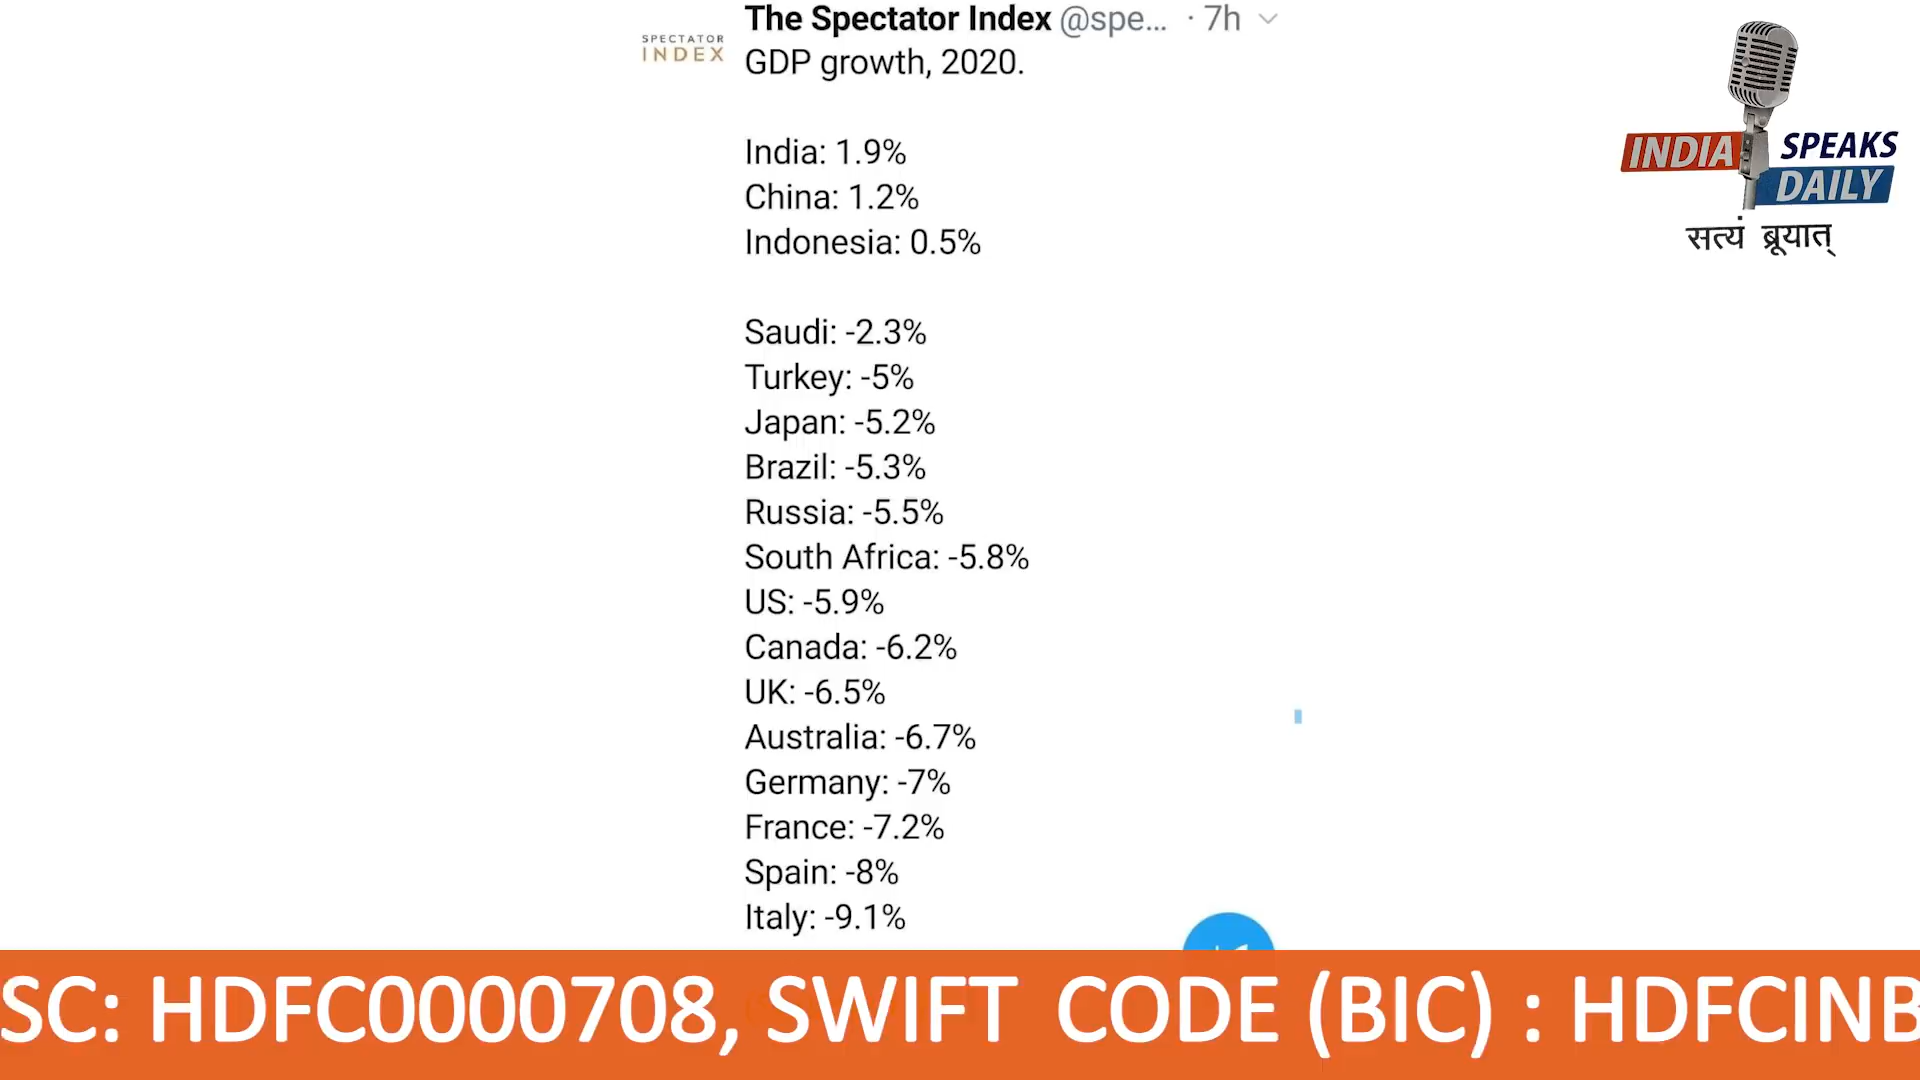 SPECTATOR
INDEX
The Spectator Index @spe... · 7h
GDP growth, 2020.
India: 1.9%
China: 1.2%
Indonesia: 0.5%
Saudi: -2.3%
Turkey: -5%
Japan: -5.2%
Brazil: -5.3%
Russia: -5.5%
South Africa: -5.8%
US: -5.9%
Canada: -6.2%
UK: -6.5%
Australia: -6.7%
Germany: -7%
France: -7.2%
Spain: -8%
Italy: -9.1%
INDIA SPEAKS
DAILY
सत्यं ब्रूयात्
SC: HDFC0000708, SWIFT CODE (BIC) : HDFCINB